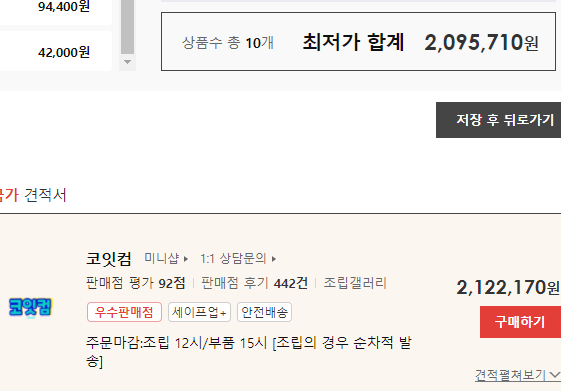 94,400원
42,000원
상품수 총 10개 최저가 합계 2,095,710원
저장 후 뒤로가기
가 견적서
코잇컴 미니샵 1:1 상담문의
판매점 평가 92점 판매점 후기 442건 조립갤러리
2,122,170원
코잇컴
우수판매점 세이프업+ 안전배송
구매하기
주문마감:조립 12시/부품 15시 [조립의 경우 순차적 발
송]
견적펼쳐보기